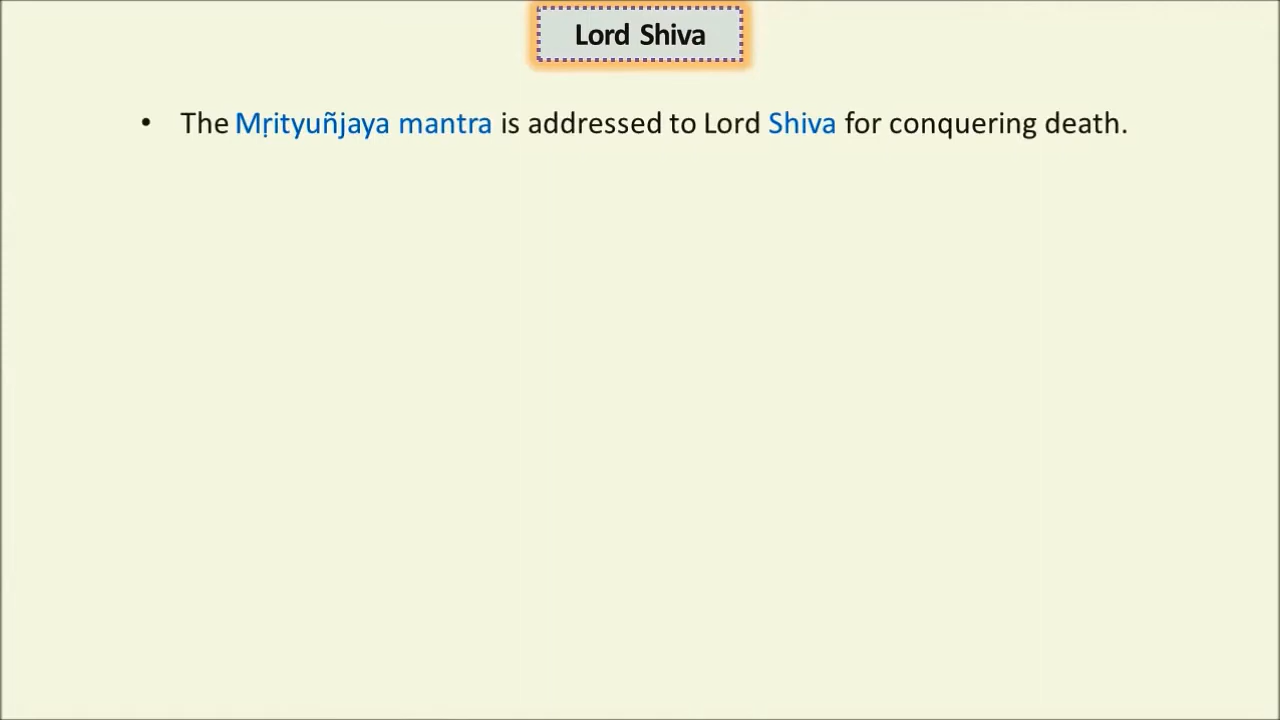 Lord Shiva
• The Mṛityuñjaya mantra is addressed to Lord Shiva for conquering death.